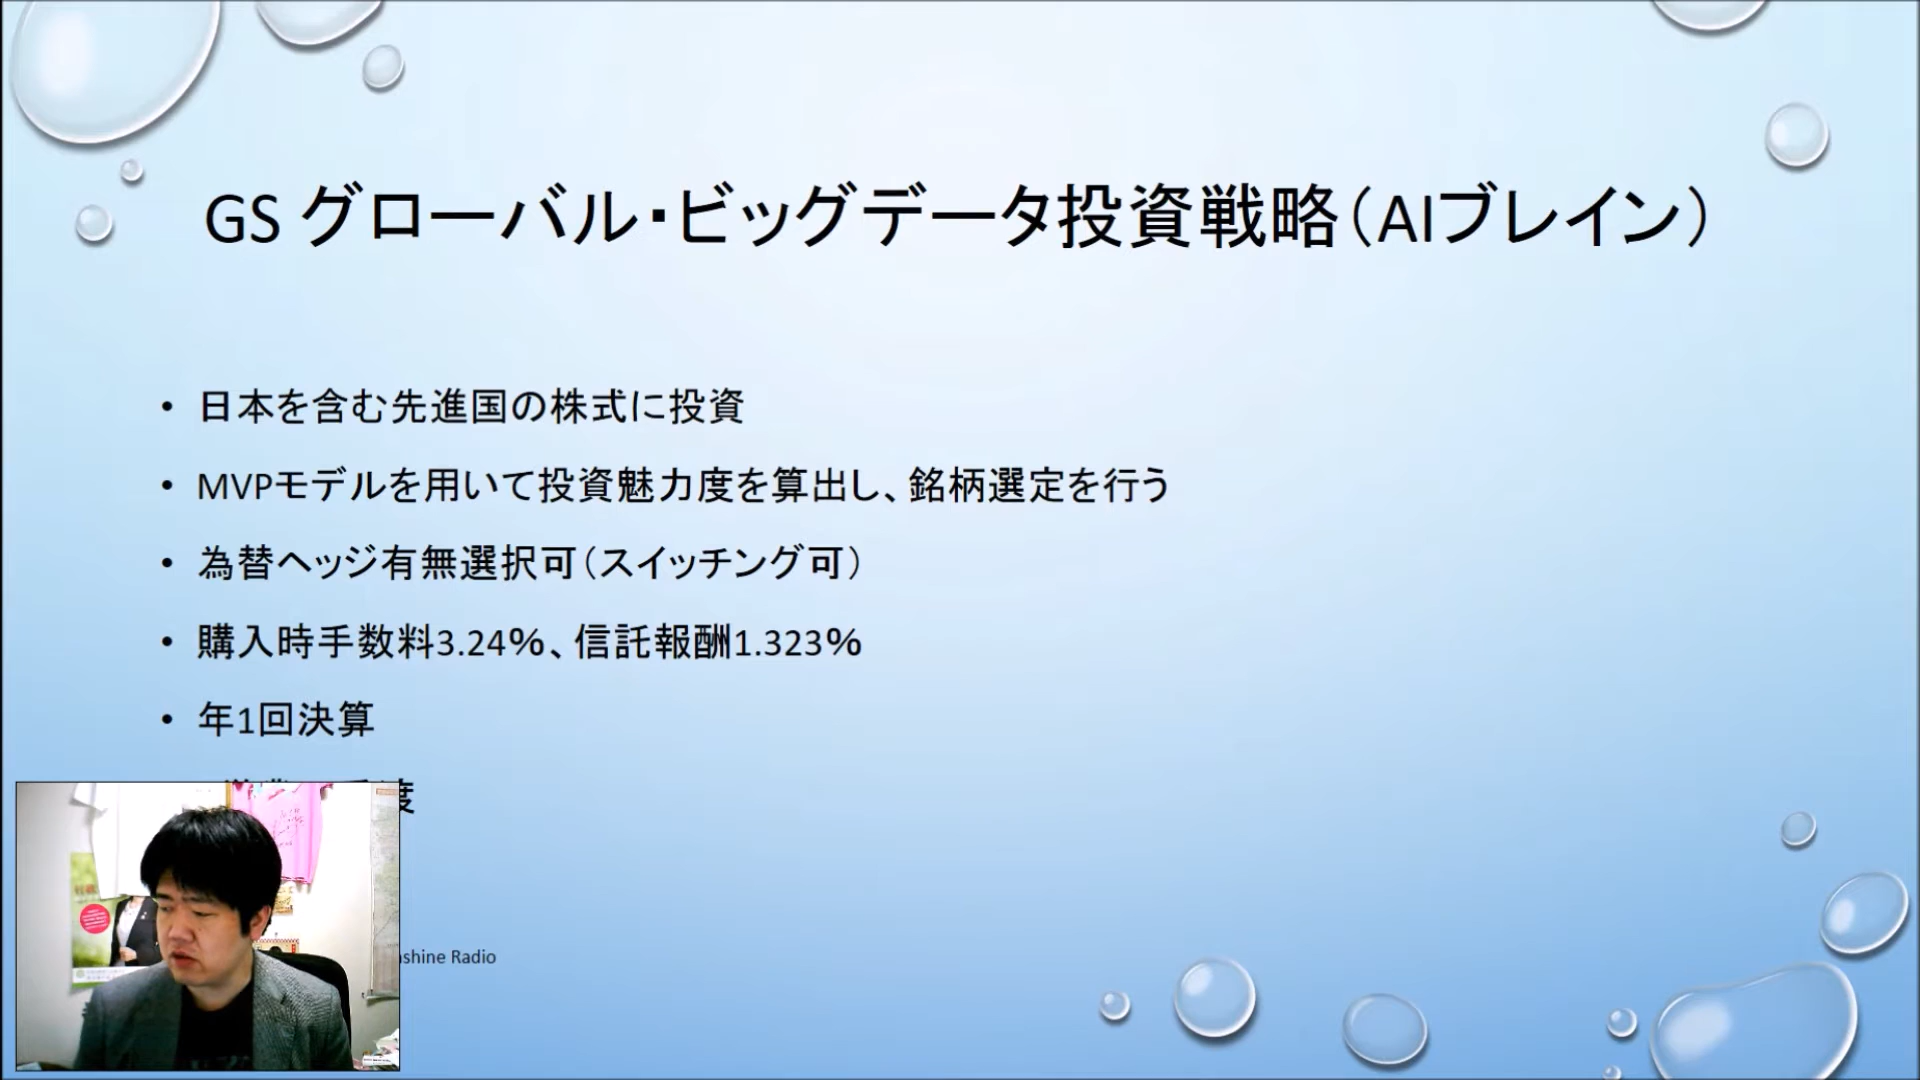 GS グローバル・ビッグデータ投資戦略（AIブレイン）
• 日本を含む先進国の株式に投資
• MVPモデルを用いて投資魅力度を算出し、銘柄選定を行う
• 為替ヘッジ有無選択可（スイッチング可）
• 購入時手数料3.24％、信託報酬1.323％
• 年1回決算
Radio